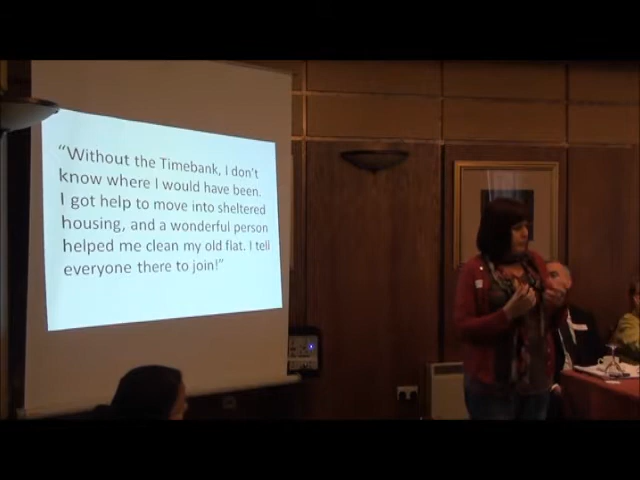 “Without the Timebank, I don't
know where I would have been.
I got help to move into sheltered
housing, and a wonderful person
helped me clean my old flat. I tell
everyone there to join!”